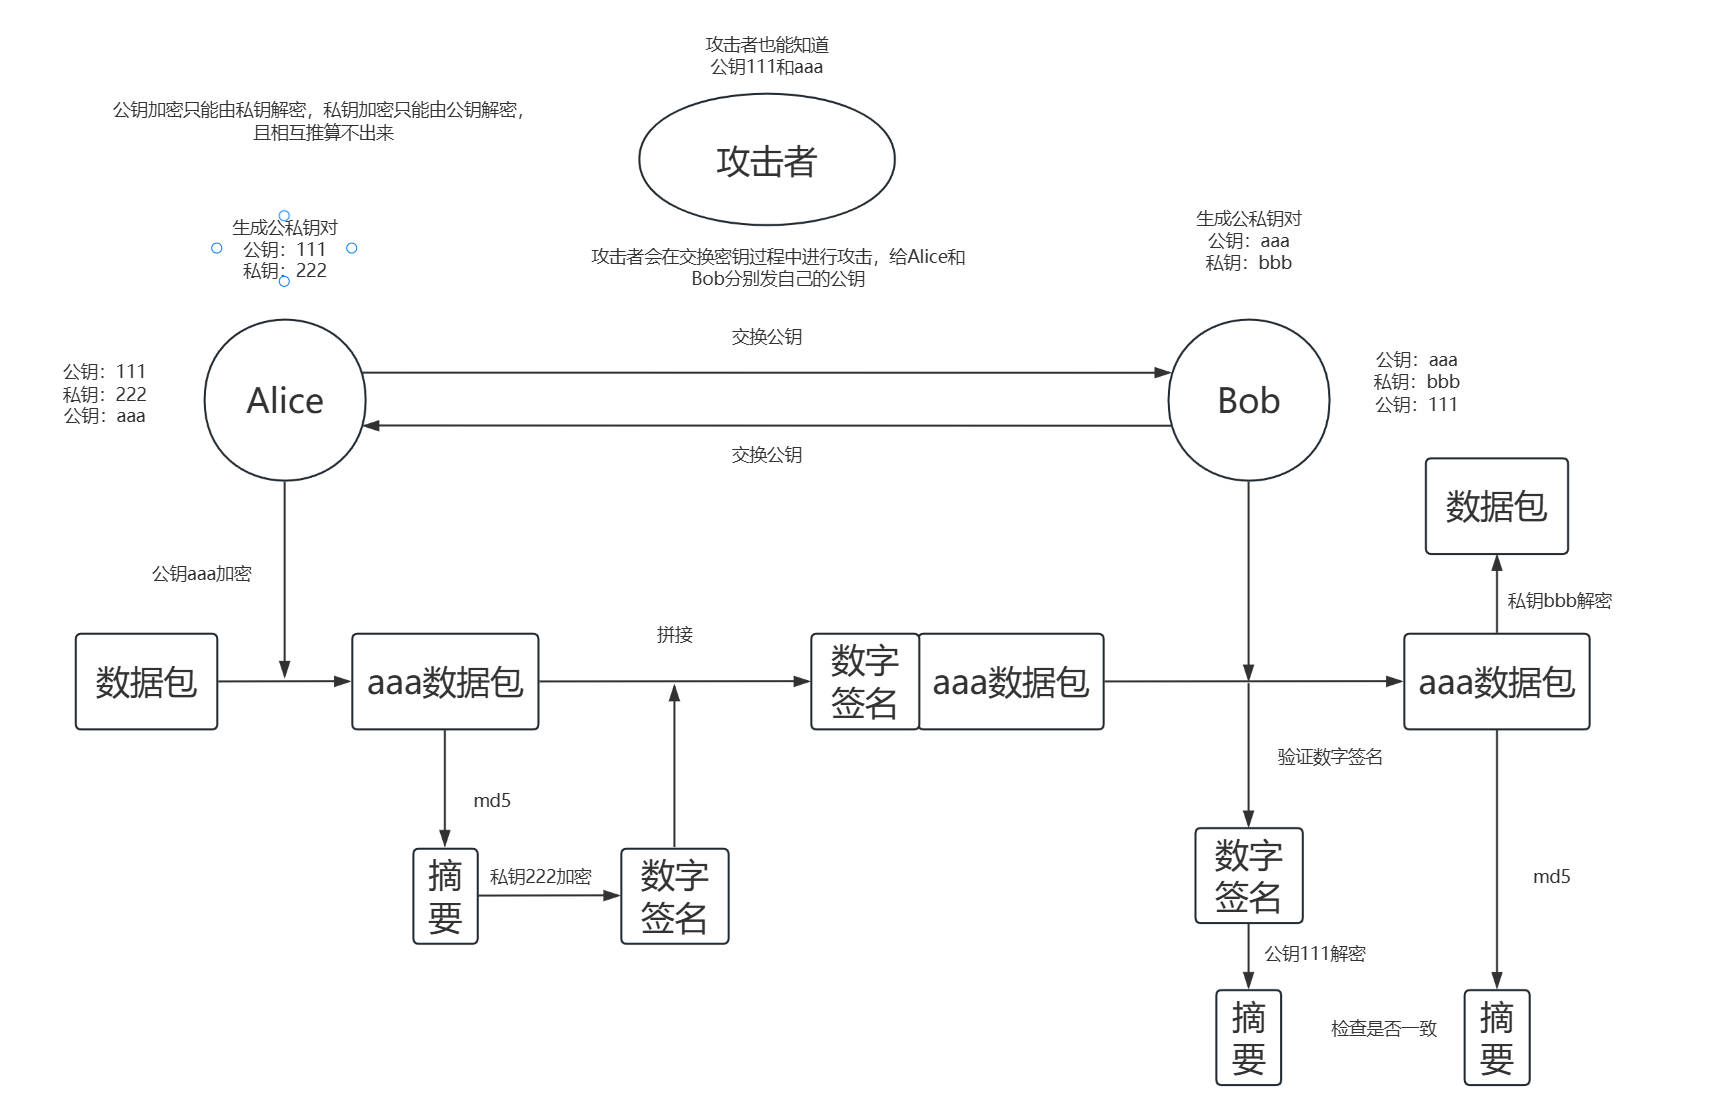 攻击者也能知道
公钥111和aaa
公钥加密只能由私钥解密，私钥加密只能由公钥解密，
且相互推算不出来
攻击者
生成公私钥对
公钥：111
私钥：222
攻击者会在交换密钥过程中进行攻击，给Alice和
Bob分别发自己的公钥
生成公私钥对
公钥：aaa
私钥：bbb
交换公钥
公钥：111
私钥：222
公钥：aaa
Alice
Bob
公钥：aaa
私钥：bbb
公钥：111
交换公钥
数据包
公钥aaa加密
私钥bbb解密
数据包
aaa数据包
拼接
数字
签名
aaa数据包
aaa数据包
验证数字签名
md5
摘
要
私钥222加密
数字
签名
数字
签名
md5
公钥111解密
摘
要
检查是否一致
摘
要